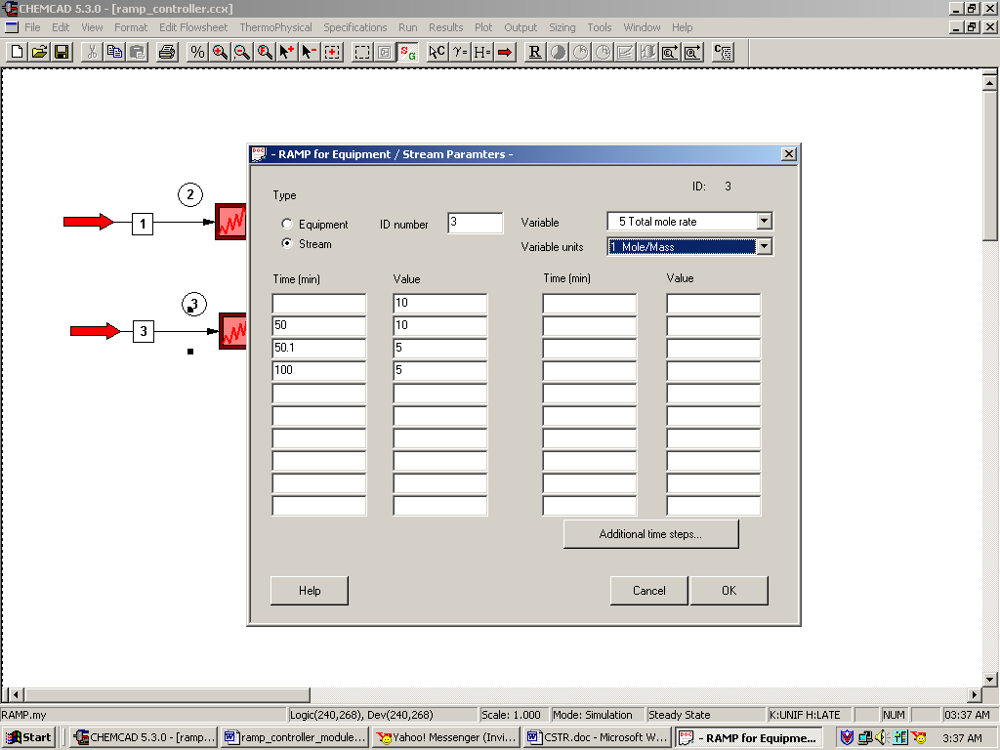 CHEMCAD 5.3.0 - [ramp_controller.ccx]
File Edit View Format Edit Flowsheet ThermoPhysical Specifications Run Results Plot Output Sizing Tools Window Help
- RAMP for Equipment / Stream Paramters -
ID: 3
Type
Equipment
Stream
ID number 3
Variable 5 Total mole rate
Variable units 1 Mole/Mass
Time (min) Value Time (min) Value
10
50 10
50.1 5
100 5
Additional time steps...
Help Cancel OK
2
1
3
3
RAMP.my Logic(240,268), Dev(240,268) Scale: 1.000 Mode: Simulation Steady State K:UNIF H:LATE NUM 03:37 AM
Start CHEMCAD 5.3.0 - [ramp... ramp_controller_module... Yahoo! Messenger (Invi... CSTR.doc - Microsoft W... - RAMP for Equipme... 3:37 AM